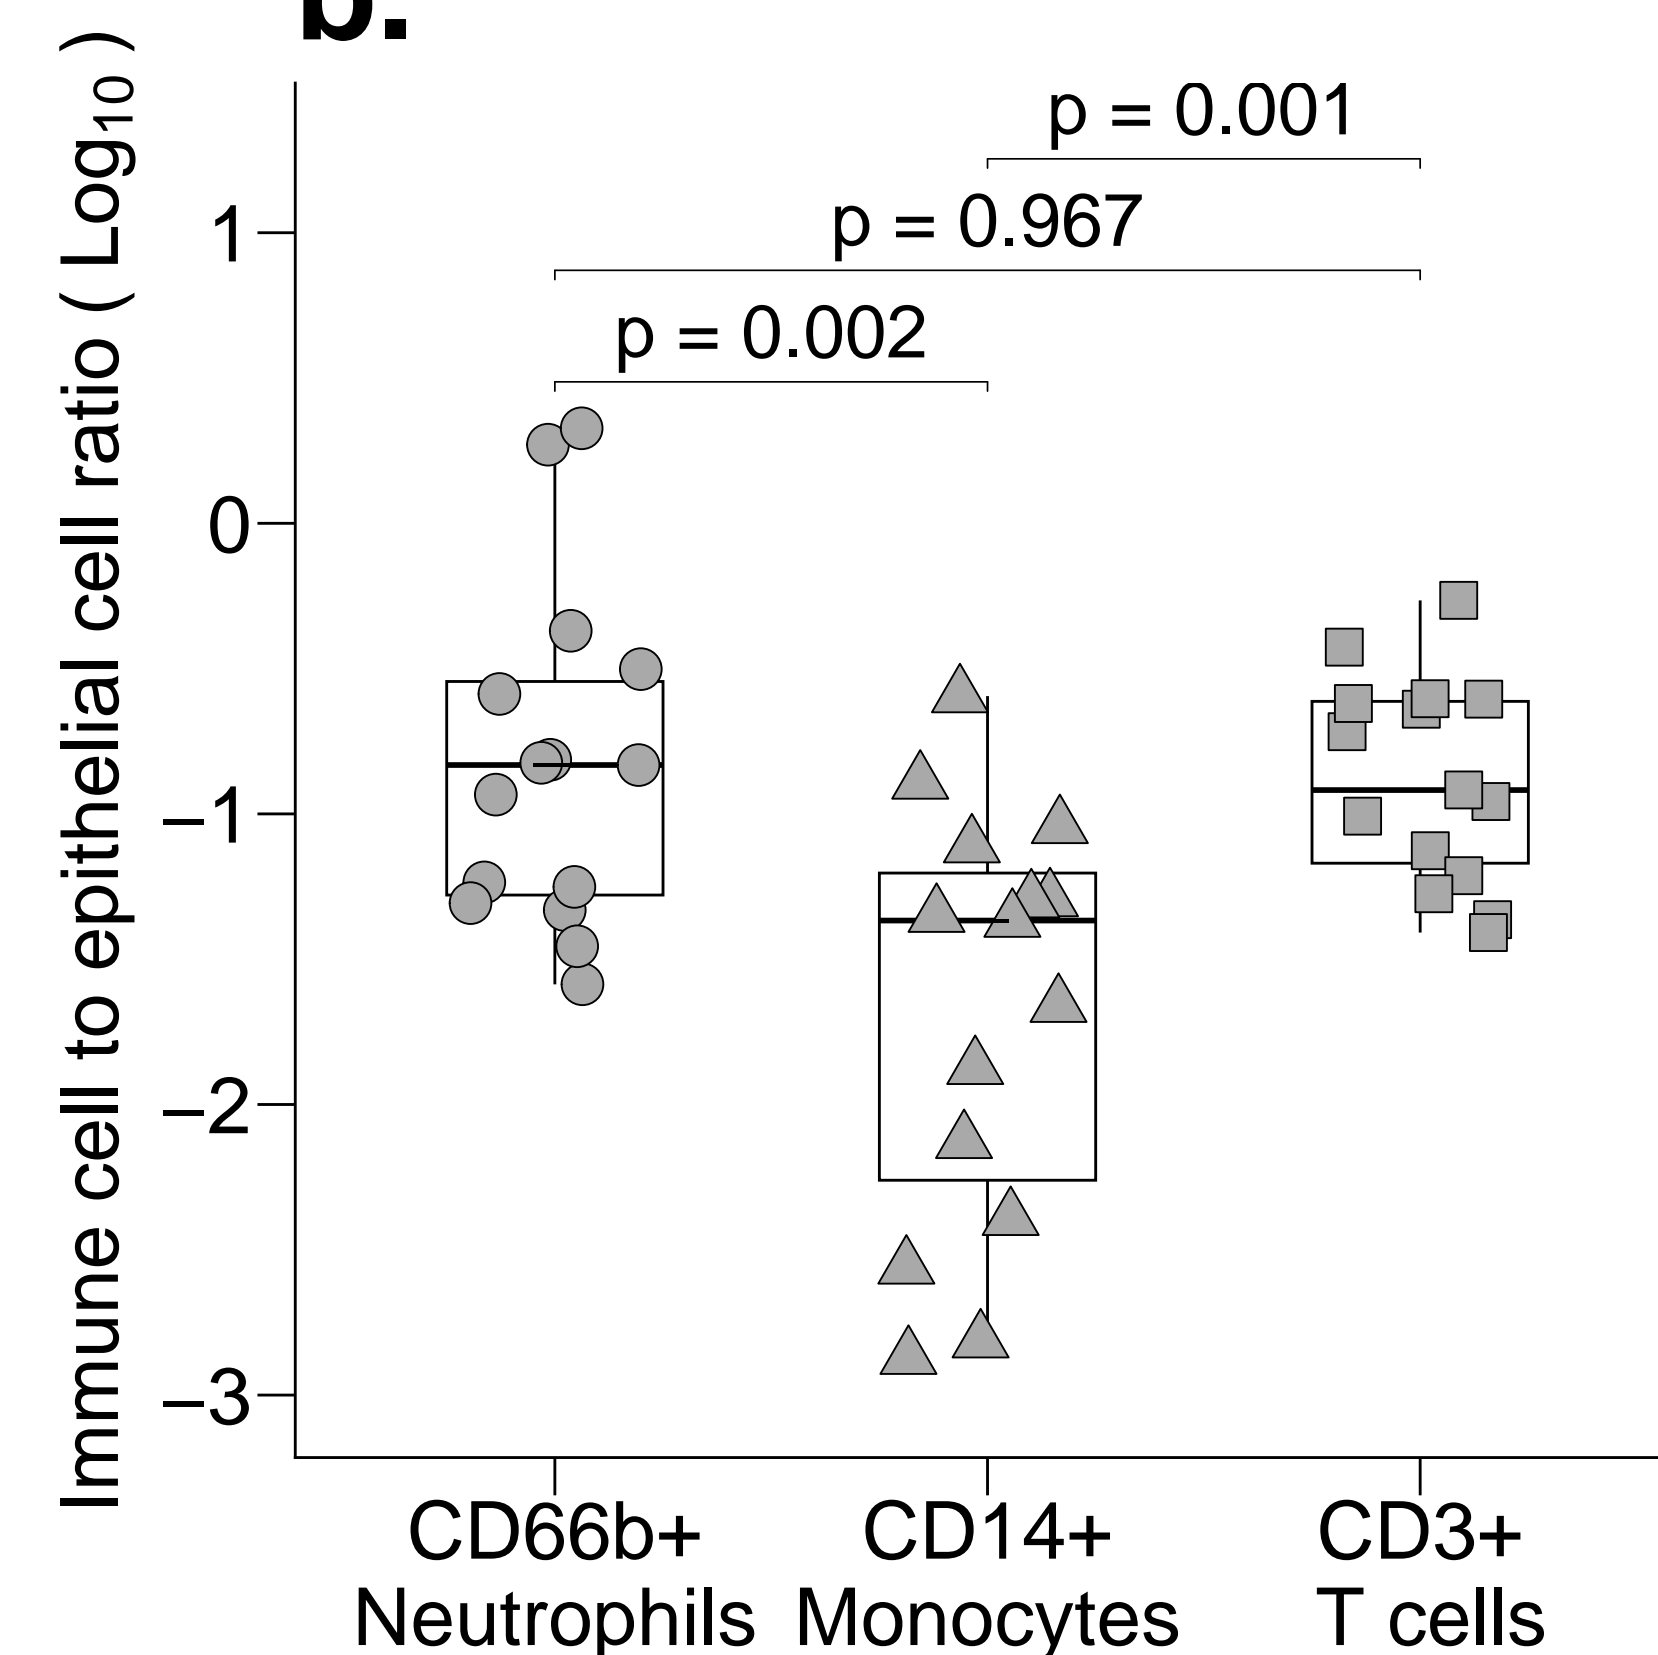 b.
Immune cell to epithelial cell ratio ( Log10 )
p = 0.001
p = 0.967
p = 0.002
1
0
−1
−2
−3
CD66b+
Neutrophils
CD14+
Monocytes
CD3+
T cells